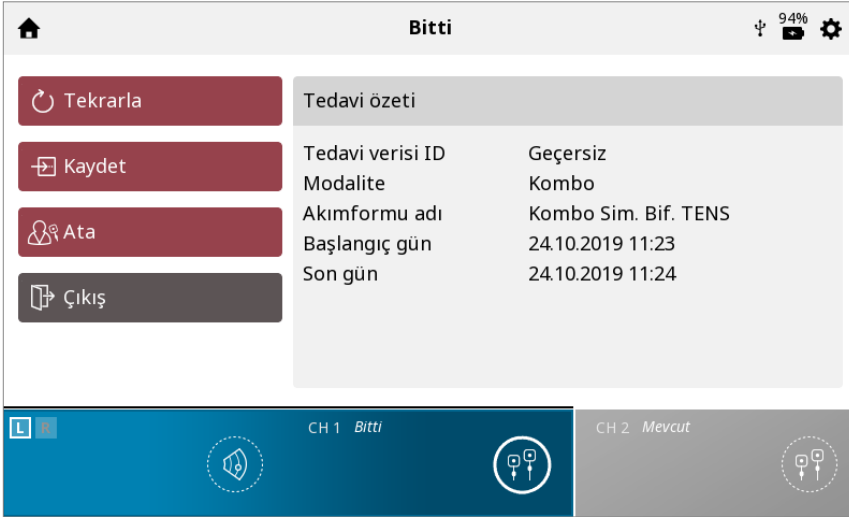 Bitti
94%
Tekrarla
Kaydet
Ata
Çıkış
Tedavi özeti
Tedavi verisi ID Geçersiz
Modalite Kombo
Akımformu adı Kombo Sim. Bif. TENS
Başlangıç gün 24.10.2019 11:23
Son gün 24.10.2019 11:24
L R
CH 1 Bitti
CH 2 Mevcut